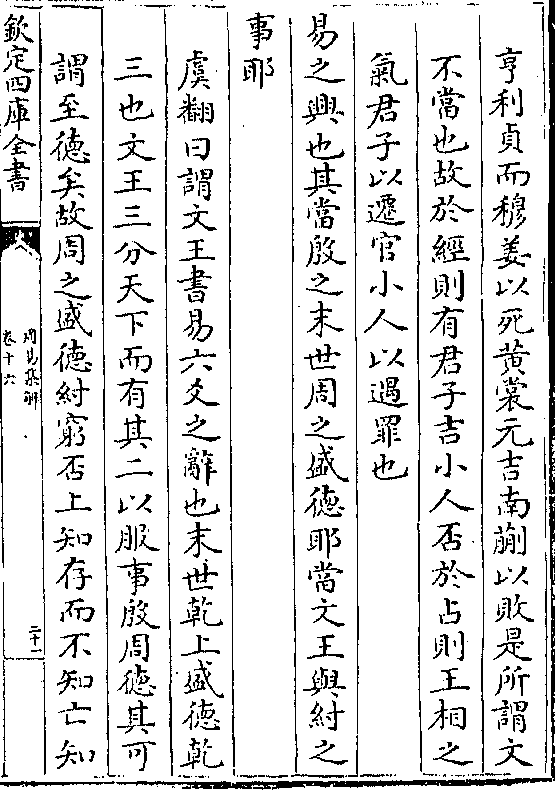 亨利貞而穆姜以死黄裳元吉南蒯以敗是所謂文
不當也故於經則有君子吉小人否於占則王相之
氣君子以遷官小人以遇罪也
易之興也其當殷之末世周之盛德耶當文王與紂之
事耶
虞翻曰謂文王書易六爻之辭也末世乾上盛德乾
三也文王三分天下而有其二以服事殷周德其可
謂至德矣故周之盛德紂窮否上知存而不知亡知
欽定四庫全書
周易集解
卷十六
二十一